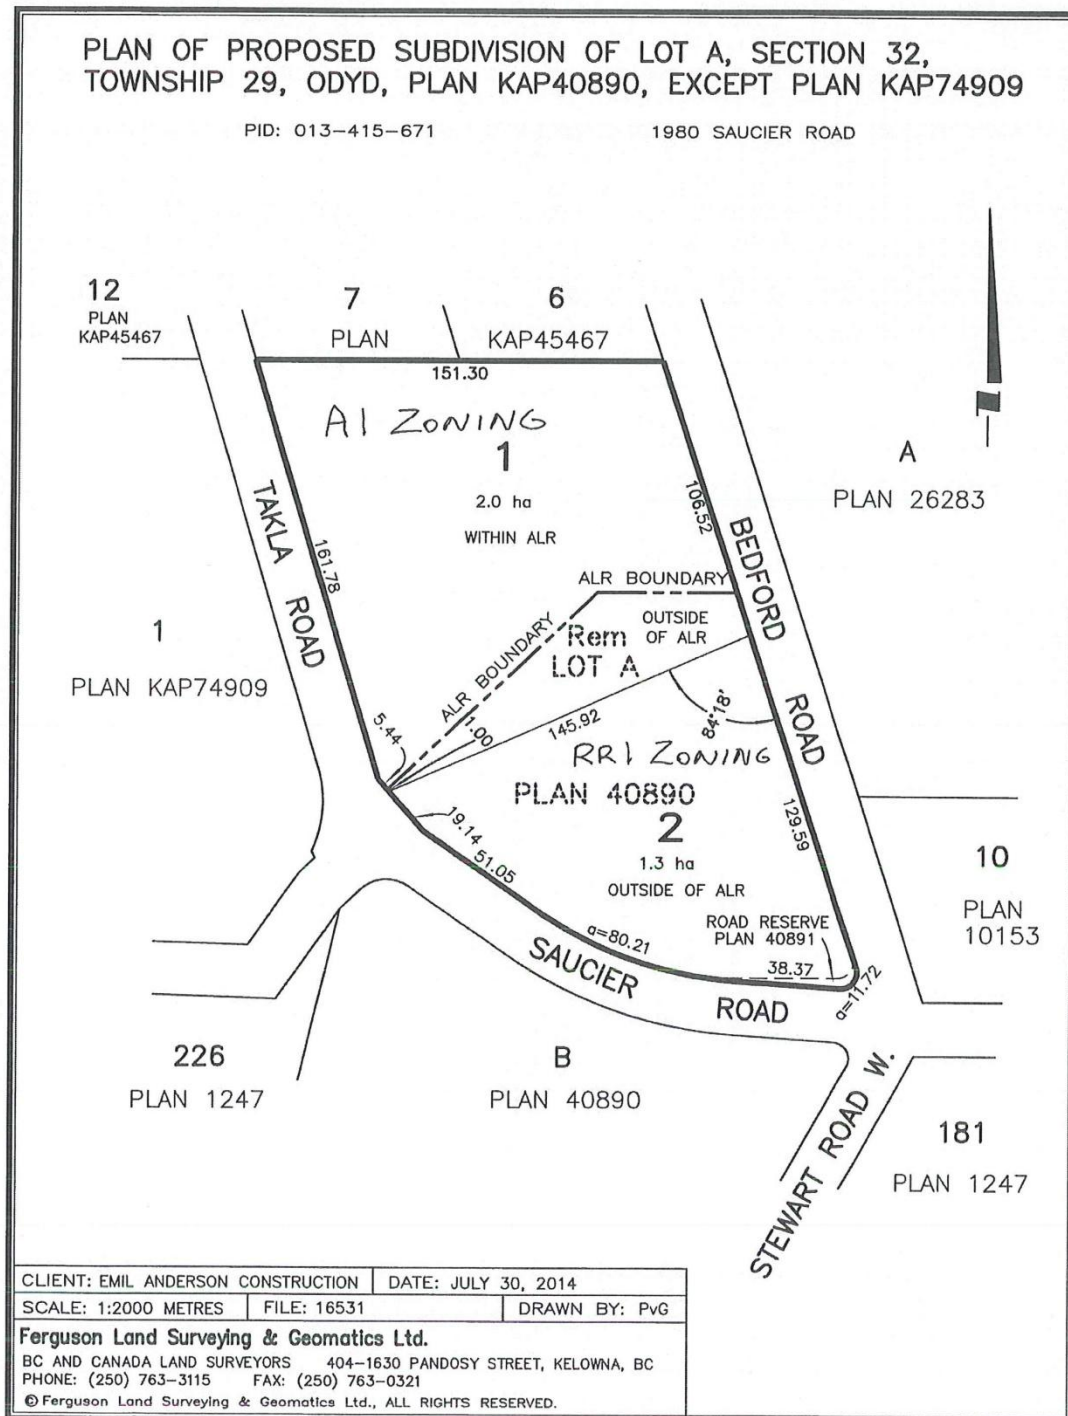 PLAN OF PROPOSED SUBDIVISION OF LOT A, SECTION 32,
TOWNSHIP 29, ODYD, PLAN KAP40890, EXCEPT PLAN KAP74909
PID: 013-415-671
1980 SAUCIER ROAD
12
PLAN
KAP45467
7
6
PLAN
KAP45467
151.30
A1 ZONING
1
2.0 ha
WITHIN ALR
A
PLAN 26283
TAKLA ROAD
161.78
106.52
BEDFORD ROAD
ALR BOUNDARY
OUTSIDE
OF ALR
Rem
LOT A
ALR BOUNDARY
1
PLAN KAP74909
5.44
1.00
145.92
84°18'
RR1 ZONING
PLAN 40890
2
1.3 ha
OUTSIDE OF ALR
129.59
19.14
51.05
a=80.21
ROAD RESERVE
PLAN 40891
38.37
a=11.72
10
PLAN
10153
SAUCIER ROAD
226
PLAN 1247
B
PLAN 40890
STEWART ROAD W.
181
PLAN 1247
CLIENT: EMIL ANDERSON CONSTRUCTION
DATE: JULY 30, 2014
SCALE: 1:2000 METRES
FILE: 16531
DRAWN BY: PvG
Ferguson Land Surveying & Geomatics Ltd.
BC AND CANADA LAND SURVEYORS 404-1630 PANDOSY STREET, KELOWNA, BC
PHONE: (250) 763-3115 FAX: (250) 763-0321
© Ferguson Land Surveying & Geomatics Ltd., ALL RIGHTS RESERVED.